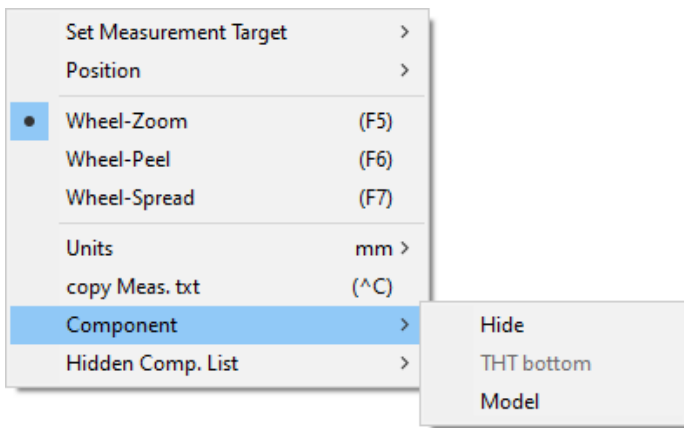 Set Measurement Target >
Position >
Wheel-Zoom (F5)
Wheel-Peel (F6)
Wheel-Spread (F7)
Units mm >
copy Meas. txt (^C)
Component >
Hidden Comp. List >
Hide
THT bottom
Model